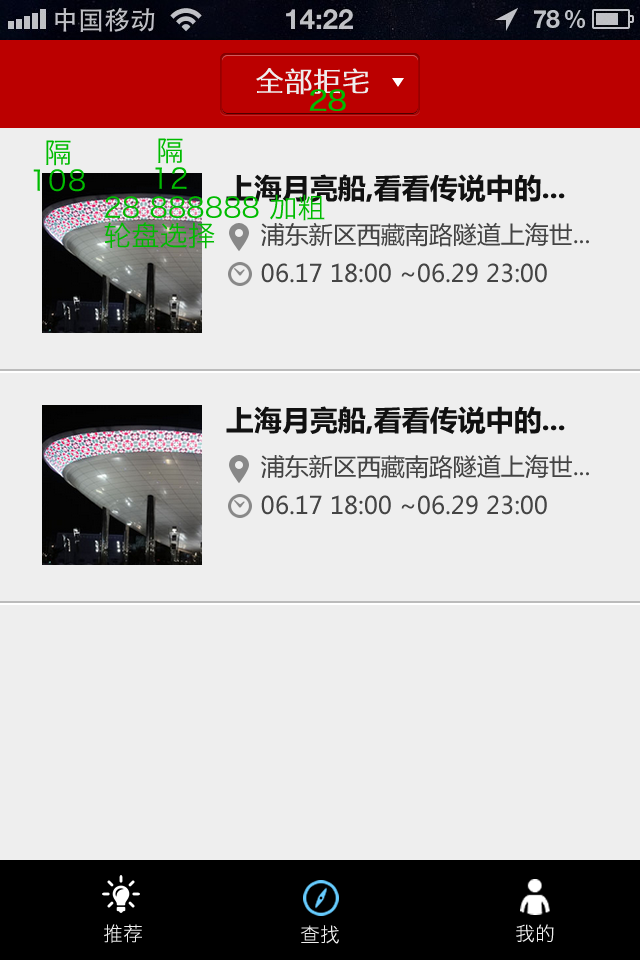 中国移动 14:22 78%
全部拒宅
28
隔 隔
108 12
上海月亮船,看看传说中的...
28 888888 加粗
轮盘选择
浦东新区西藏南路隧道上海世...
06.17 18:00 ~06.29 23:00
上海月亮船,看看传说中的...
浦东新区西藏南路隧道上海世...
06.17 18:00 ~06.29 23:00
推荐 查找 我的